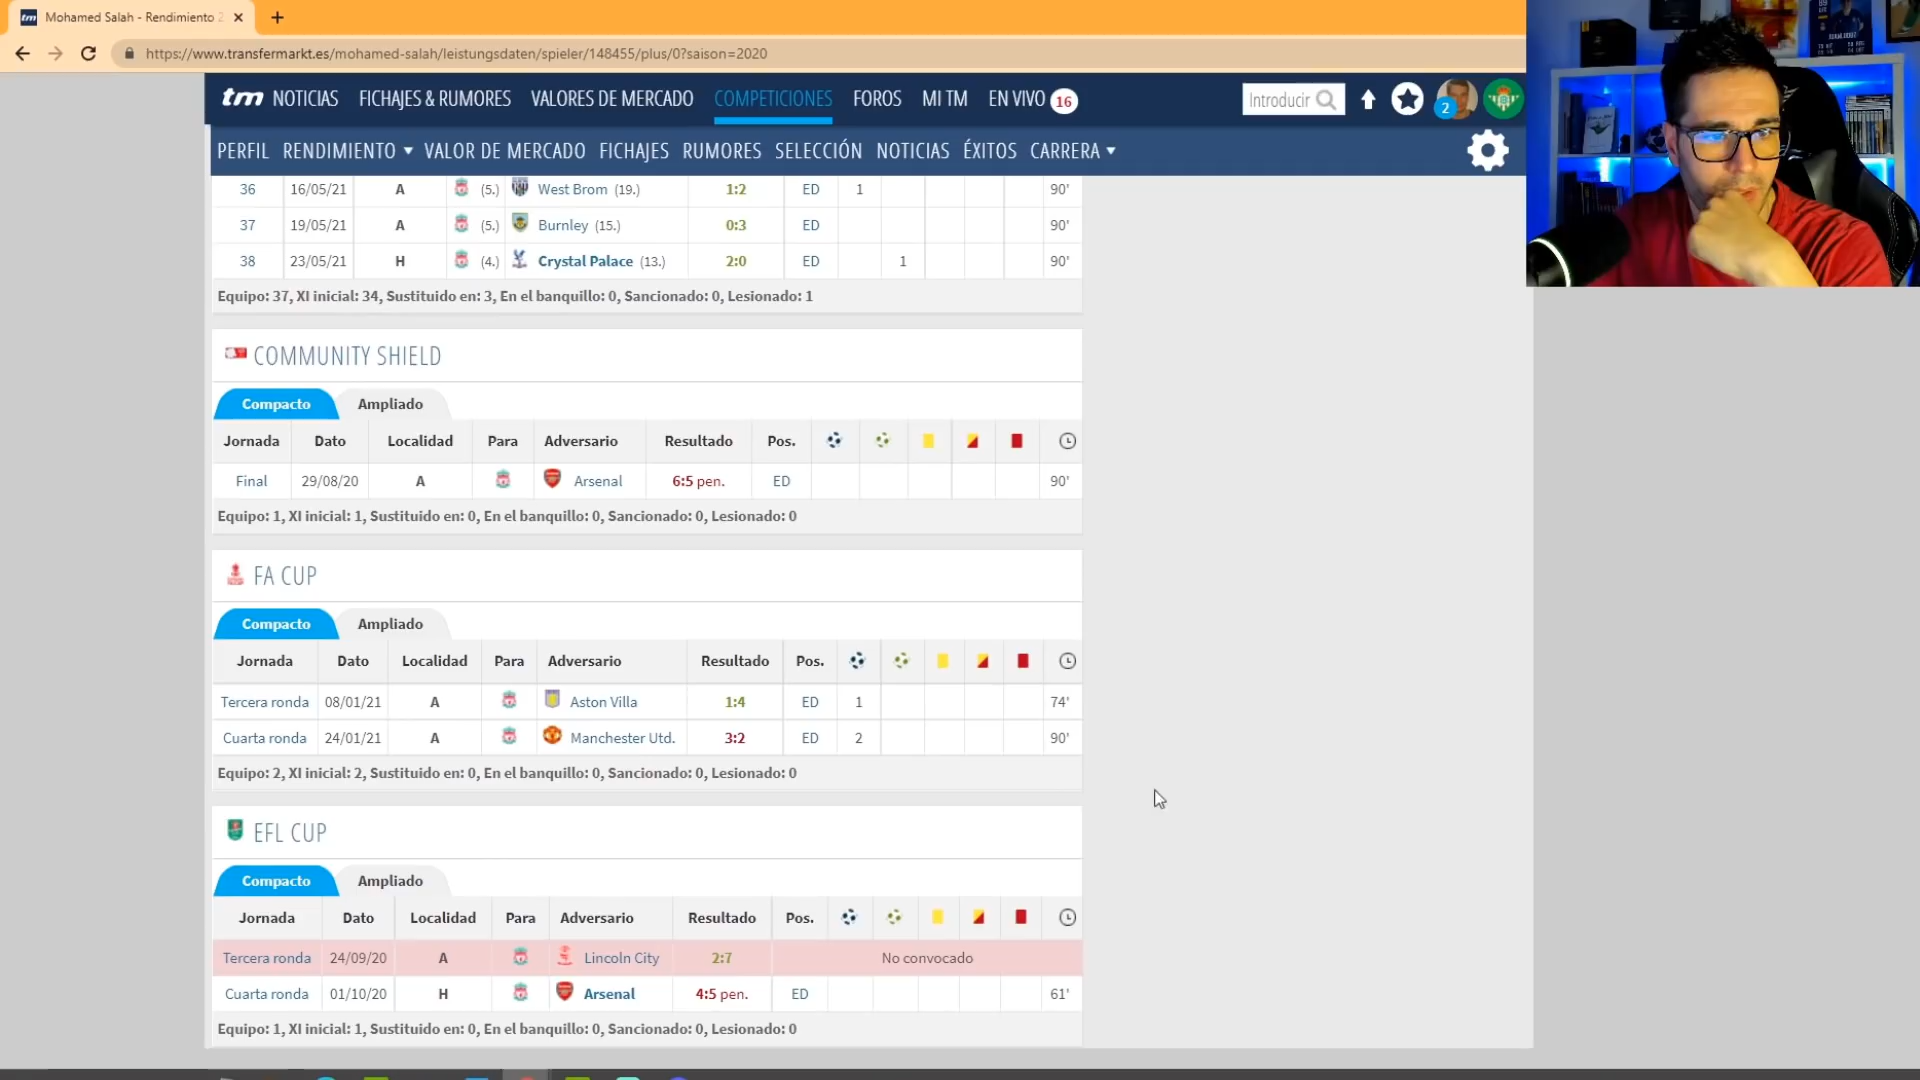 Mohamed Salah - Rendimiento 2
https://www.transfermarkt.es/mohamed-salah/leistungsdaten/spieler/148455/plus/0?saison=2020
tm NOTICIAS FICHAJES & RUMORES VALORES DE MERCADO COMPETICIONES FOROS MI TM EN VIVO 16 Introducir 2
PERFIL RENDIMIENTO VALOR DE MERCADO FICHAJES RUMORES SELECCIÓN NOTICIAS ÉXITOS CARRERA
36 16/05/21 A (5.) West Brom (19.) 1:2 ED 1 90'
37 19/05/21 A (5.) Burnley (15.) 0:3 ED 90'
38 23/05/21 H (4.) Crystal Palace (13.) 2:0 ED 1 90'
Equipo: 37, XI inicial: 34, Sustituido en: 3, En el banquillo: 0, Sancionado: 0, Lesionado: 1
COMMUNITY SHIELD
Compacto Ampliado
Jornada Dato Localidad Para Adversario Resultado Pos.
Final 29/08/20 A Arsenal 6:5 pen. ED 90'
Equipo: 1, XI inicial: 1, Sustituido en: 0, En el banquillo: 0, Sancionado: 0, Lesionado: 0
FA CUP
Compacto Ampliado
Jornada Dato Localidad Para Adversario Resultado Pos.
Tercera ronda 08/01/21 A Aston Villa 1:4 ED 1 74'
Cuarta ronda 24/01/21 A Manchester Utd. 3:2 ED 2 90'
Equipo: 2, XI inicial: 2, Sustituido en: 0, En el banquillo: 0, Sancionado: 0, Lesionado: 0
EFL CUP
Compacto Ampliado
Jornada Dato Localidad Para Adversario Resultado Pos.
Tercera ronda 24/09/20 A Lincoln City 2:7 No convocado
Cuarta ronda 01/10/20 H Arsenal 4:5 pen. ED 61'
Equipo: 1, XI inicial: 1, Sustituido en: 0, En el banquillo: 0, Sancionado: 0, Lesionado: 0